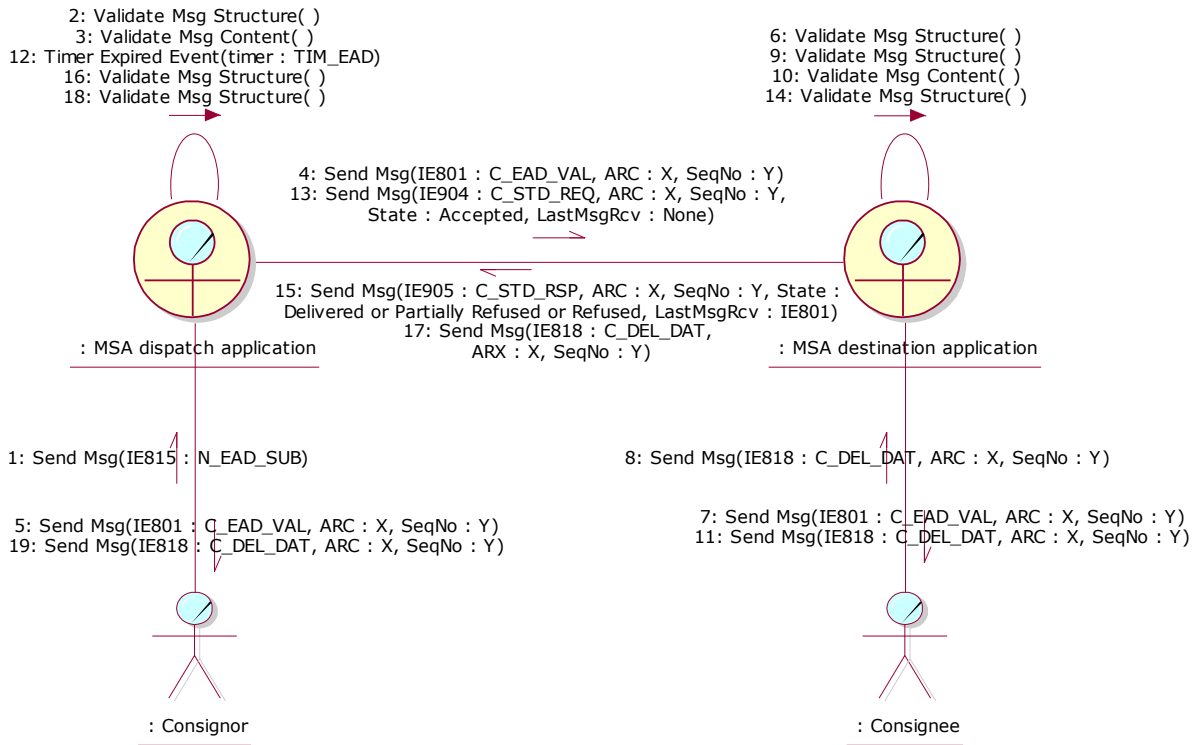 2: Validate Msg Structure( )
3: Validate Msg Content( )
12: Timer Expired Event(timer : TIM_EAD)
16: Validate Msg Structure( )
18: Validate Msg Structure( )
6: Validate Msg Structure( )
9: Validate Msg Structure( )
10: Validate Msg Content( )
14: Validate Msg Structure( )
4: Send Msg(IE801 : C_EAD_VAL, ARC : X, SeqNo : Y)
13: Send Msg(IE904 : C_STD_REQ, ARC : X, SeqNo : Y,
State : Accepted, LastMsgRcv : None)
15: Send Msg(IE905 : C_STD_RSP, ARC : X, SeqNo : Y, State :
Delivered or Partially Refused or Refused, LastMsgRcv : IE801)
17: Send Msg(IE818 : C_DEL_DAT,
ARX : X, SeqNo : Y)
: MSA dispatch application
: MSA destination application
1: Send Msg(IE815 : N_EAD_SUB)
8: Send Msg(IE818 : C_DEL_DAT, ARC : X, SeqNo : Y)
5: Send Msg(IE801 : C_EAD_VAL, ARC : X, SeqNo : Y)
19: Send Msg(IE818 : C_DEL_DAT, ARC : X, SeqNo : Y)
7: Send Msg(IE801 : C_EAD_VAL, ARC : X, SeqNo : Y)
11: Send Msg(IE818 : C_DEL_DAT, ARC : X, SeqNo : Y)
: Consignor
: Consignee